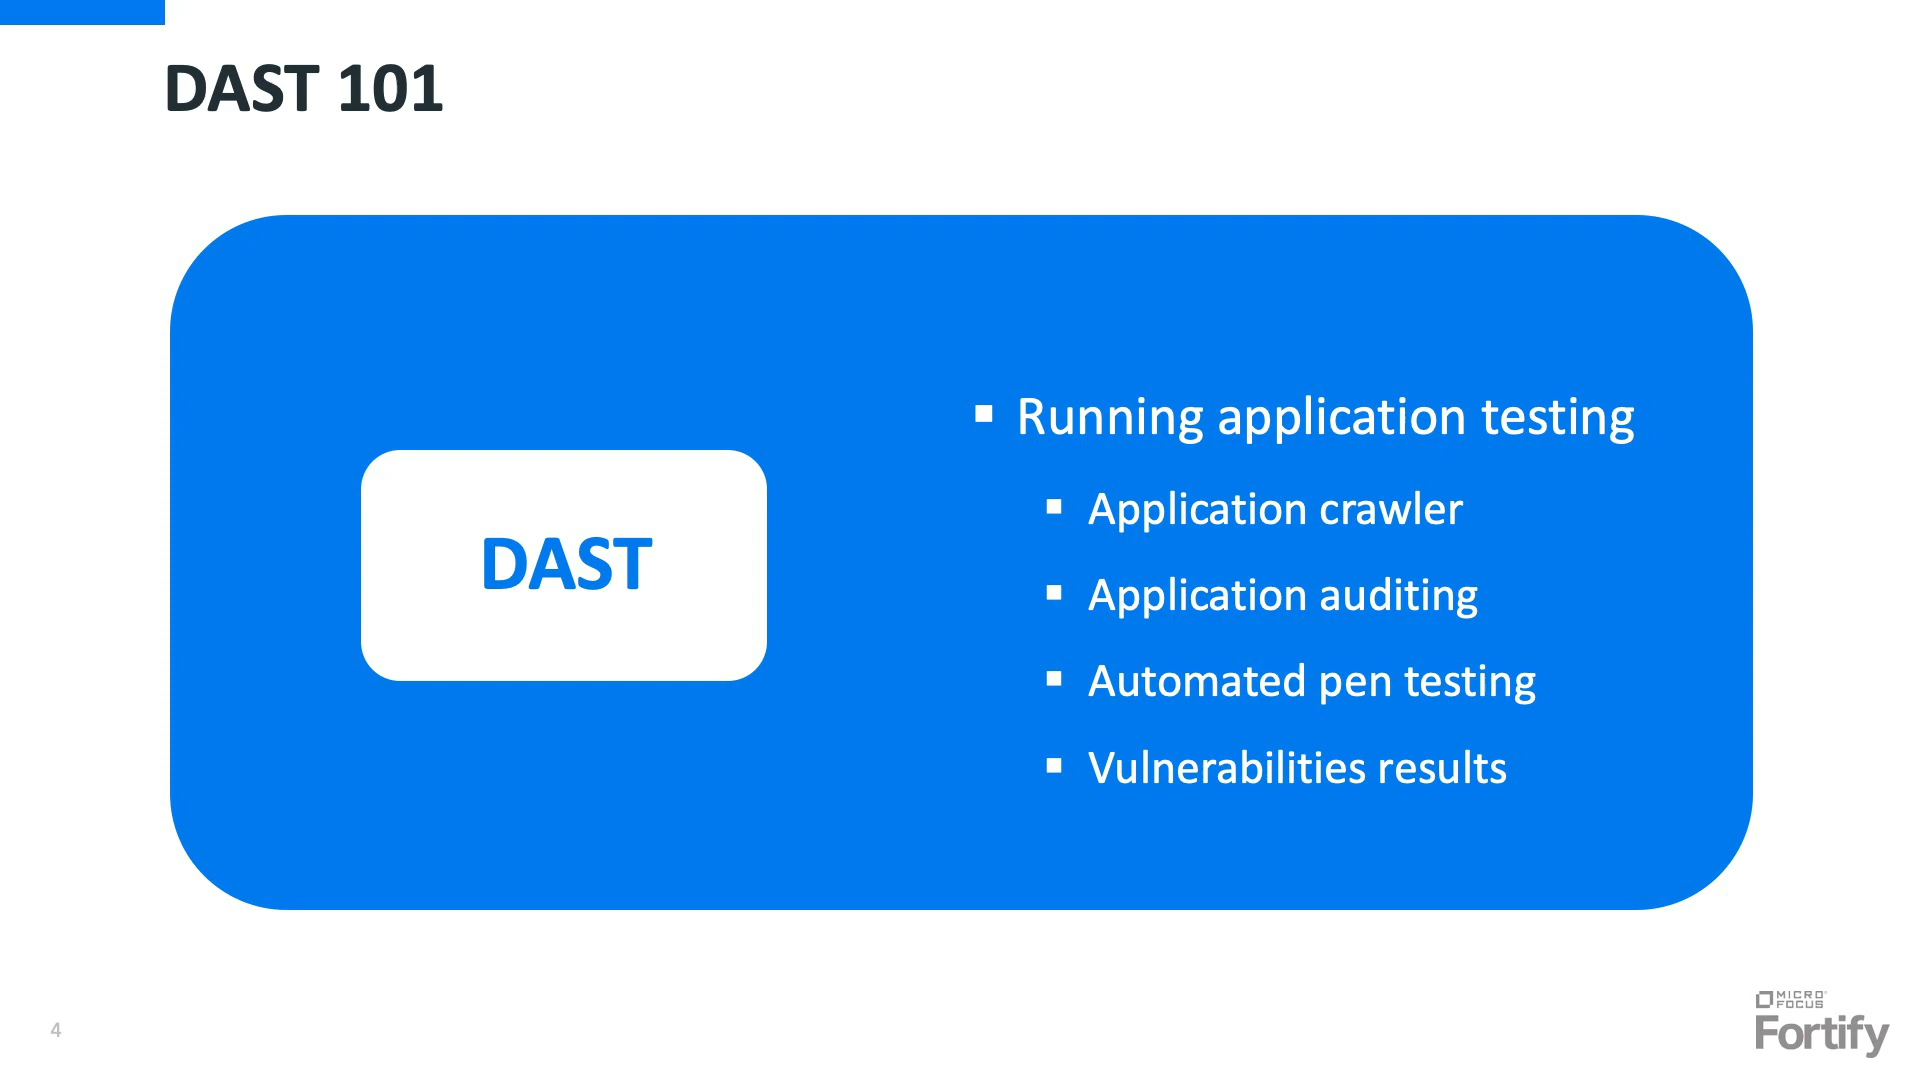 DAST 101
DAST
Running application testing
Application crawler
Application auditing
Automated pen testing
Vulnerabilities results
4
MICRO
FOCUS
Fortify